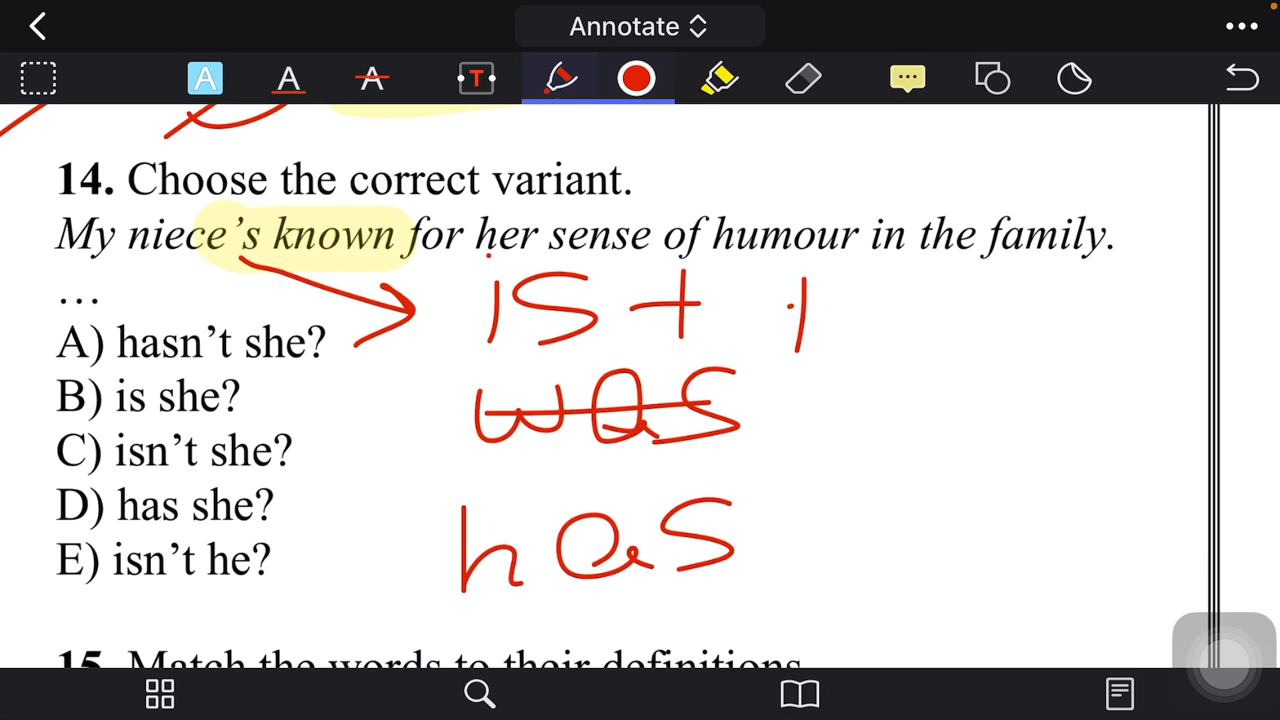 Annotate
A A A T
14. Choose the correct variant.
My niece’s known for her sense of humour in the family.
…
is +
A) hasn’t she?
B) is she?
was
C) isn’t she?
D) has she?
has
E) isn’t he?
15. Match the words to their definitions